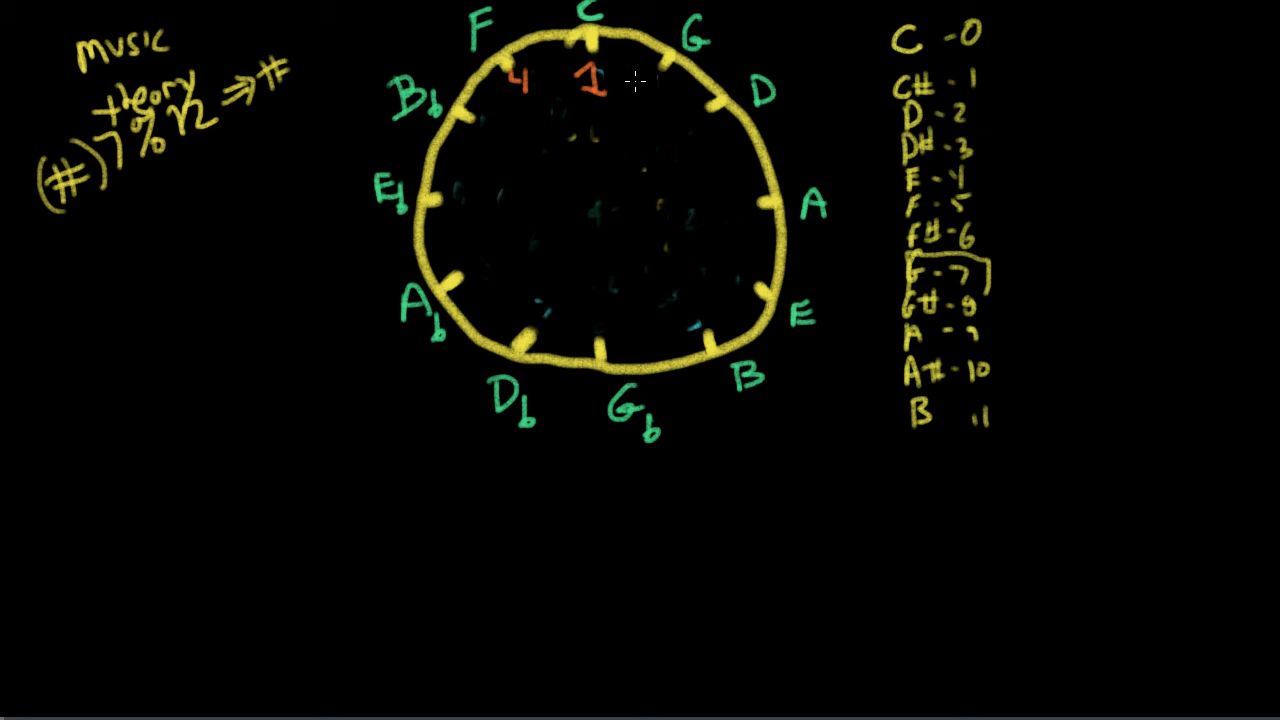 music
theory
(#) 7 % 12 => #
C
G
D
A
E
B
Gb
Db
Ab
Eb
Bb
F
4 1
C - 0
C# - 1
D - 2
D# - 3
E - 4
F - 5
F# - 6
G - 7
G# - 8
A - 9
A# - 10
B 11